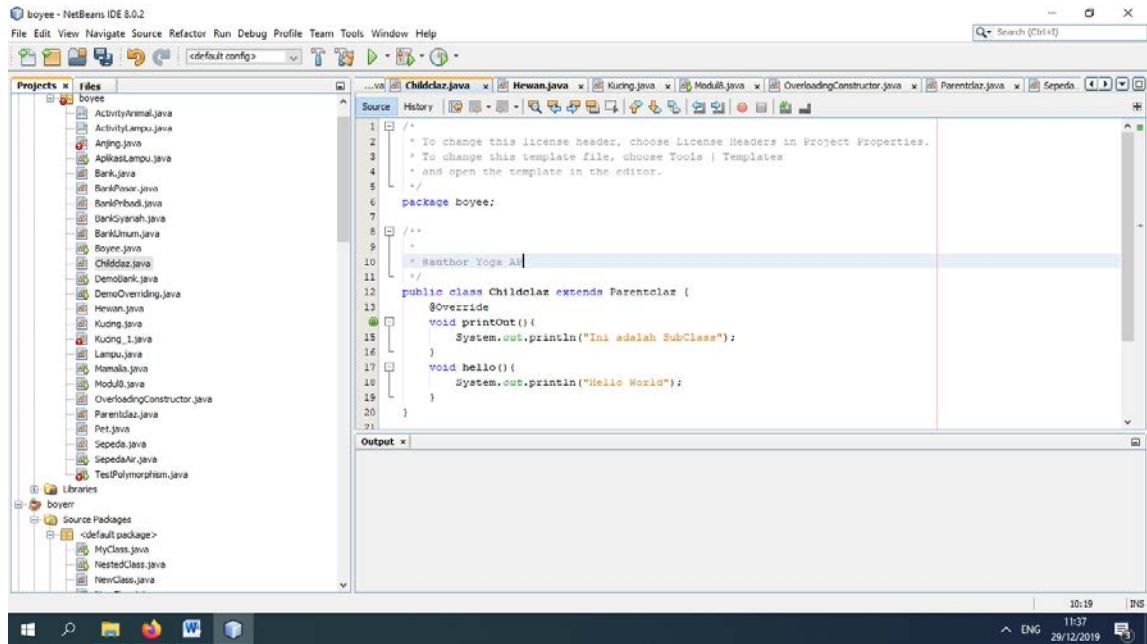 boyee - NetBeans IDE 8.0.2
File Edit View Navigate Source Refactor Run Debug Profile Team Tools Window Help
Search (Ctrl+I)
<default config>
Projects Files
...va Childclaz.java Hewan.java Kucing.java Modul8.java OverloadingConstructor.java Parentclaz.java Sepeda
boyee
ActivityAnimal.java
ActivityLampu.java
Anjing.java
AplikasiLampu.java
Bank.java
BankPasar.java
BankPribadi.java
BankSyariah.java
BankUmum.java
Boyee.java
Childclaz.java
DemoBank.java
DemoOverriding.java
Hewan.java
Kucing.java
Kucing_1.java
Lampu.java
Mamalia.java
Modul8.java
OverloadingConstructor.java
Parentclaz.java
Pet.java
Sepeda.java
SepedaAir.java
TestPolymorphism.java
Libraries
boyerr
Source Packages
<default package>
MyClass.java
NestedClass.java
NewClass.java
Source History
1 /*
2 * To change this license header, choose License Headers in Project Properties.
3 * To change this template file, choose Tools | Templates
4 * and open the template in the editor.
5 */
6 package boyee;
7
8 /**
9 *
10 * @author Yoga AP
11 */
12 public class Childclaz extends Parentclaz {
13 @Override
void printOut(){
15 System.out.println("Ini adalah SubClass");
16 }
17 void hello(){
18 System.out.println("Hello World");
19 }
20 }
21
Output
10:19 INS
ENG 11:37
29/12/2019